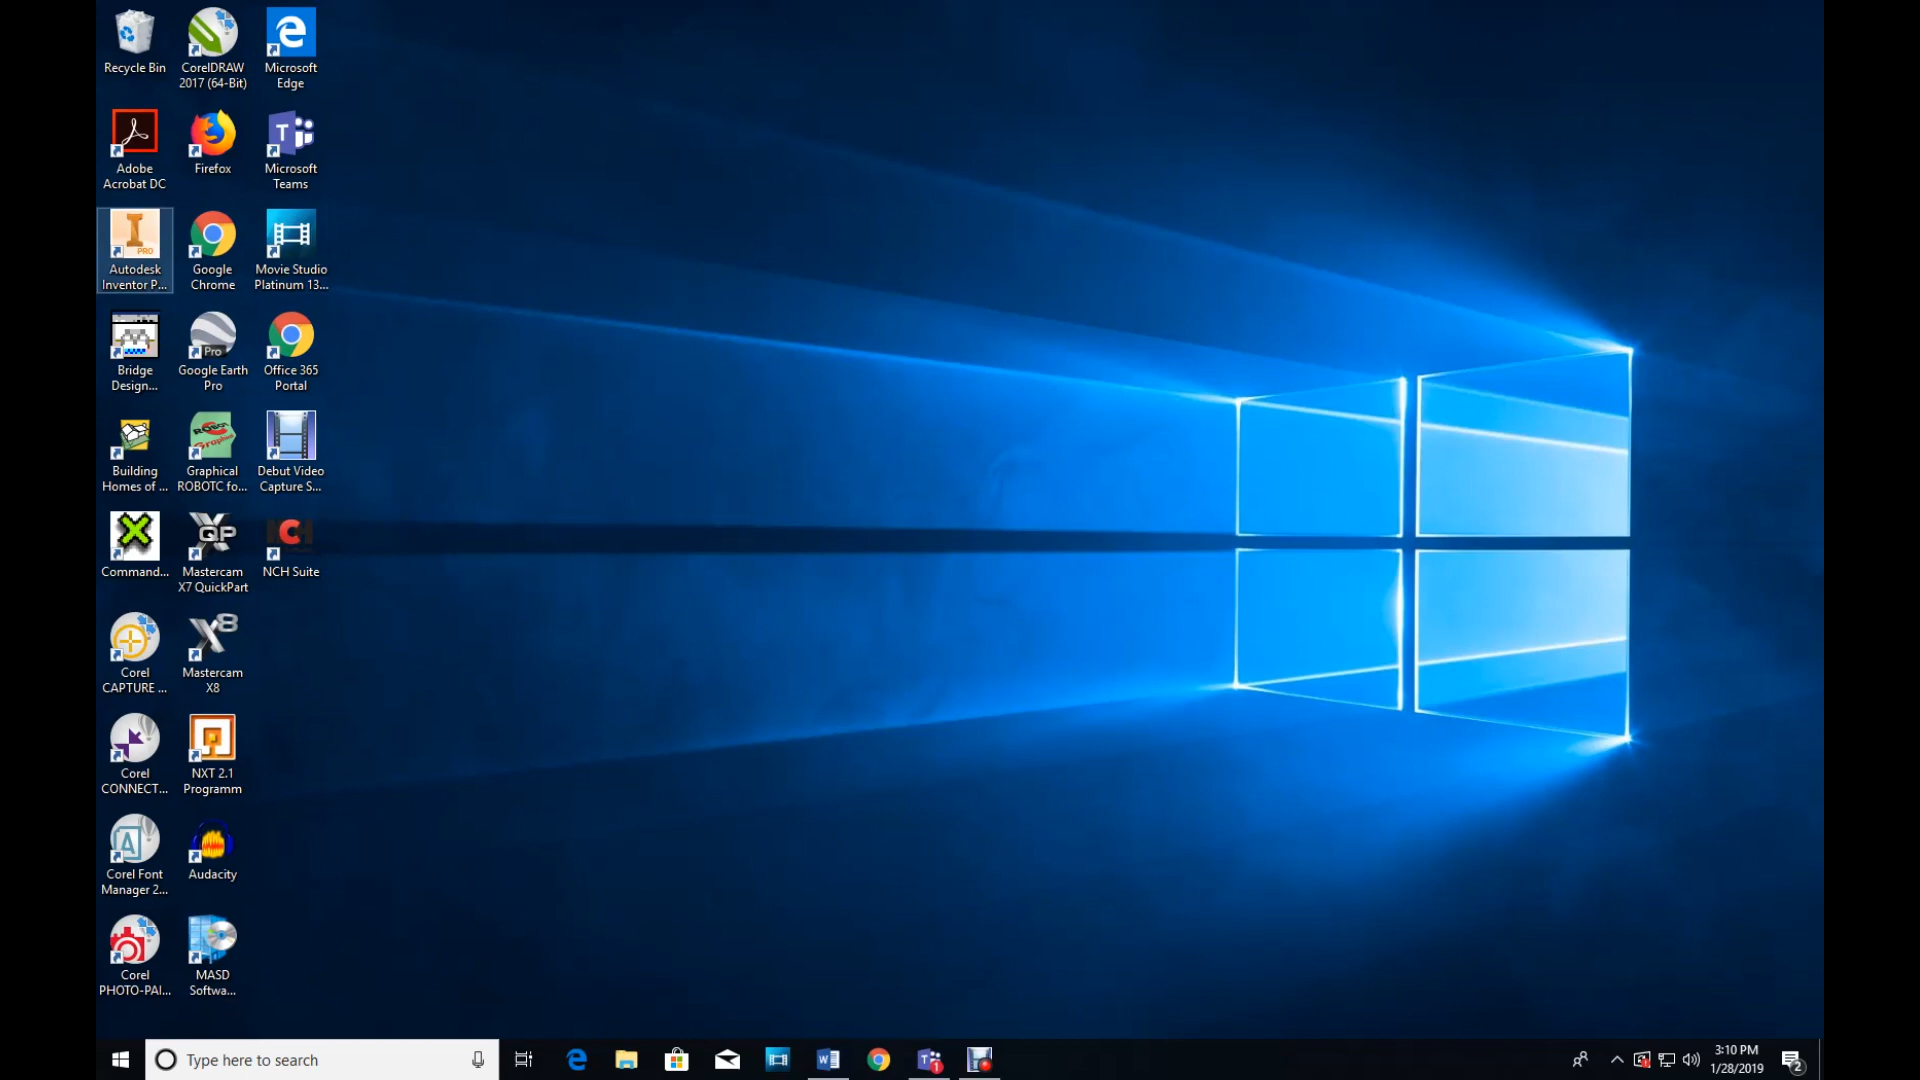 Recycle Bin
CorelDRAW
2017 (64-Bit)
Microsoft
Edge
Adobe
Acrobat DC
Firefox
Microsoft
Teams
PRO
Autodesk
Inventor P...
Google
Chrome
Movie Studio
Platinum 13...
Bridge
Design...
Pro
Google Earth
Pro
Office 365
Portal
Building
Homes of ...
Graphical
ROBOTC fo...
Debut Video
Capture S...
Command...
QP
Mastercam
X7 QuickPart
NCH Suite
Corel
CAPTURE ...
X8
Mastercam
X8
Corel
CONNECT...
NXT 2.1
Programm
Corel Font
Manager 2...
Audacity
Corel
PHOTO-PAI...
MASD
Softwa...
Type here to search
1
3:10 PM
1/28/2019
2